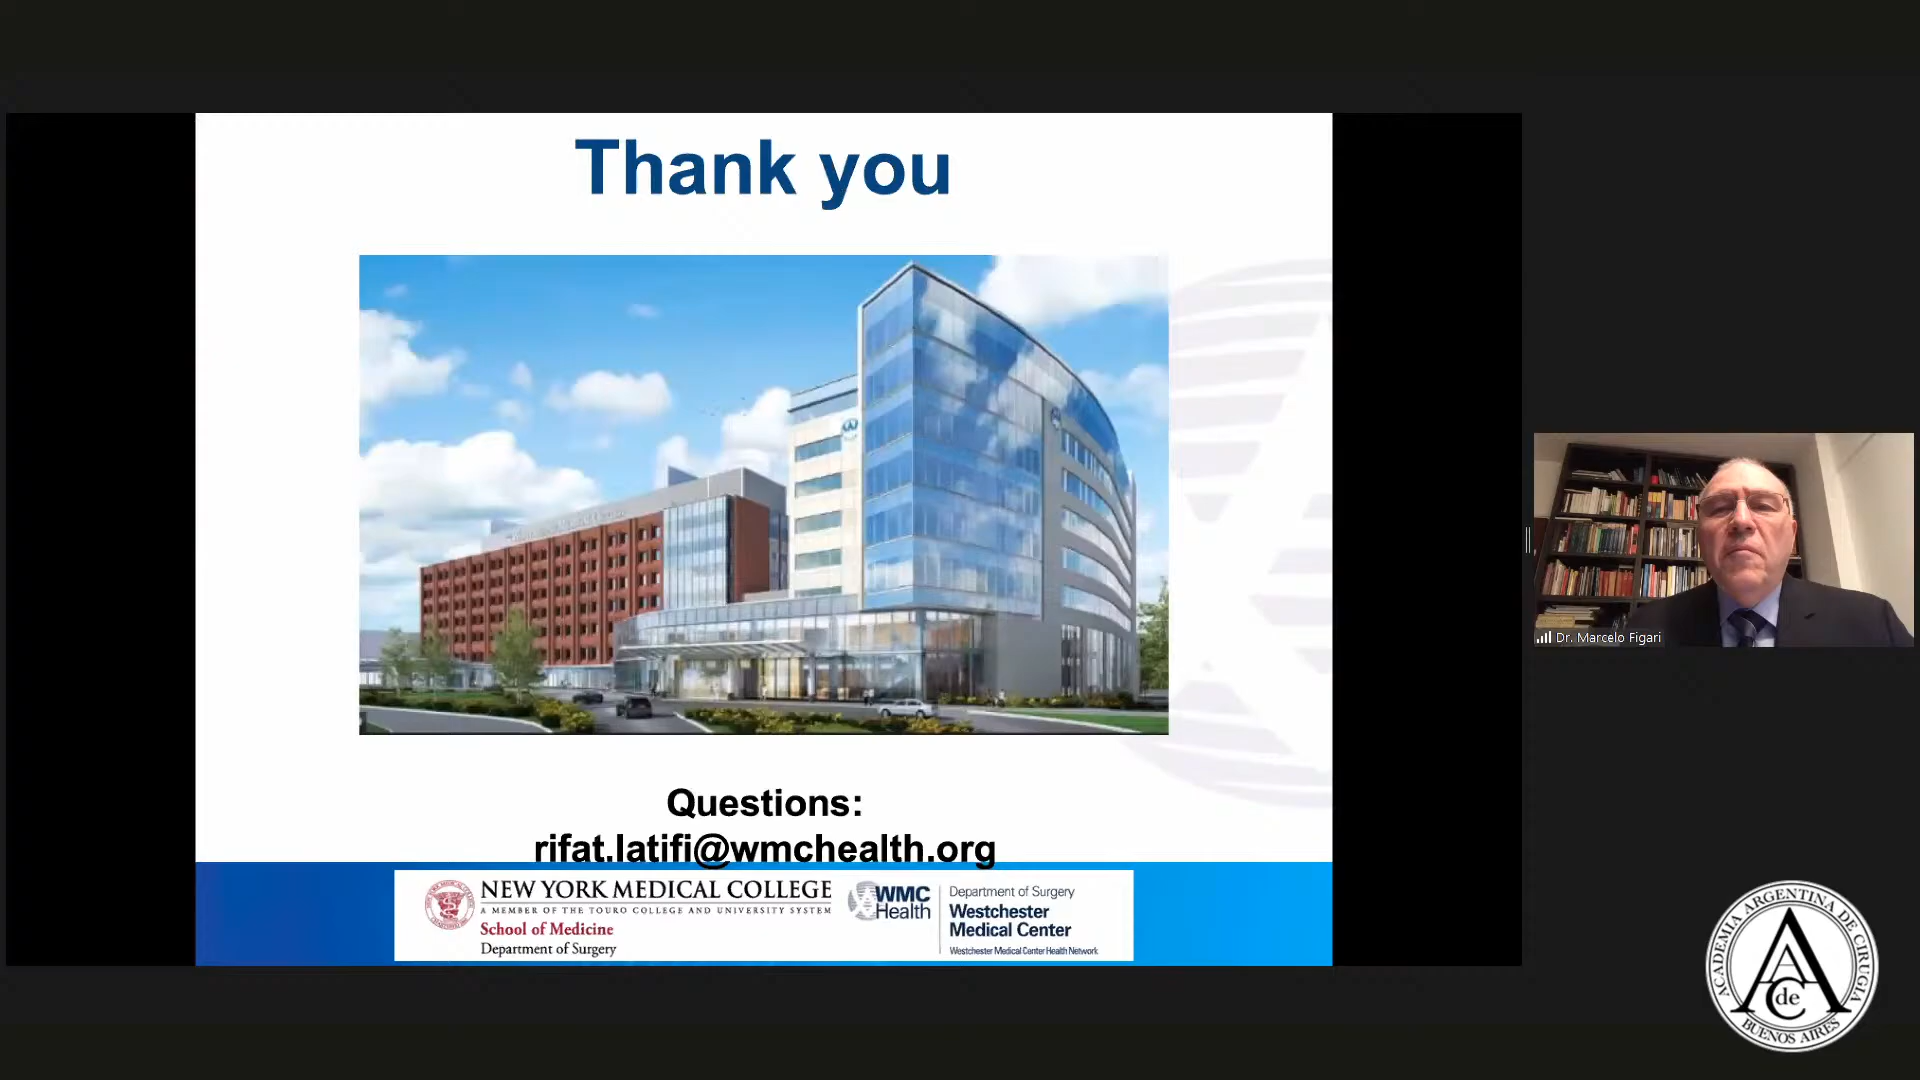 Thank you
Questions:
rifat.latifi@wmchealth.org
NEW YORK MEDICAL COLLEGE
A MEMBER OF THE TOURO COLLEGE AND UNIVERSITY SYSTEM
School of Medicine
Department of Surgery
WMC
Health
Department of Surgery
Westchester
Medical Center
Westchester Medical Center Health Network
Dr. Marcelo Figari
ACADEMIA ARGENTINA DE CIRUGIA
A A de C
BUENOS AIRES